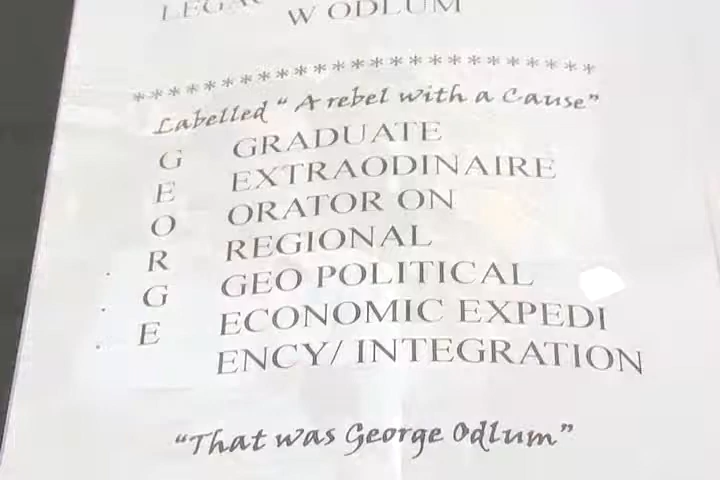 W ODLUM
************************
Labelled “ A rebel with a Cause”
G GRADUATE
E EXTRAODINAIRE
O ORATOR ON
R REGIONAL
G GEO POLITICAL
E ECONOMIC EXPEDI
ENCY/ INTEGRATION
“That was George Odlum”